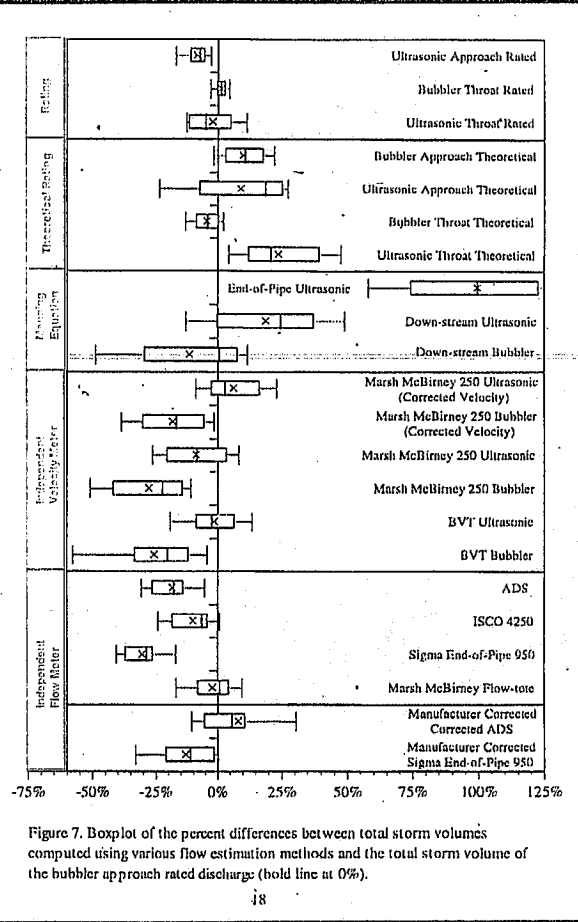 Rating
Ultrasonic Approach Rated
Bubbler Throat Rated
Ultrasonic Throat Rated
Theoretical Rating
Bubbler Approach Theoretical
Ultrasonic Approach Theoretical
Bubbler Throat Theoretical
Ultrasonic Throat Theoretical
Manning
Equation
End-of-Pipe Ultrasonic
Down-stream Ultrasonic
Down-stream Bubbler
Independent
Velocity Meter
Marsh McBirney 250 Ultrasonic
(Corrected Velocity)
Marsh McBirney 250 Bubbler
(Corrected Velocity)
Marsh McBirney 250 Ultrasonic
Marsh McBirney 250 Bubbler
BVT Ultrasonic
BVT Bubbler
Independent
Flow Meter
ADS
ISCO 4250
Sigma End-of-Pipe 950
Marsh McBirney Flow-tote
Manufacturer Corrected
Corrected ADS
Manufacturer Corrected
Sigma End-of-Pipe 950
-75% -50% -25% 0% 25% 50% 75% 100% 125%
Figure 7. Boxplot of the percent differences between total storm volumes
computed using various flow estimation methods and the total storm volume of
the bubbler approach rated discharge (bold line at 0%).
18